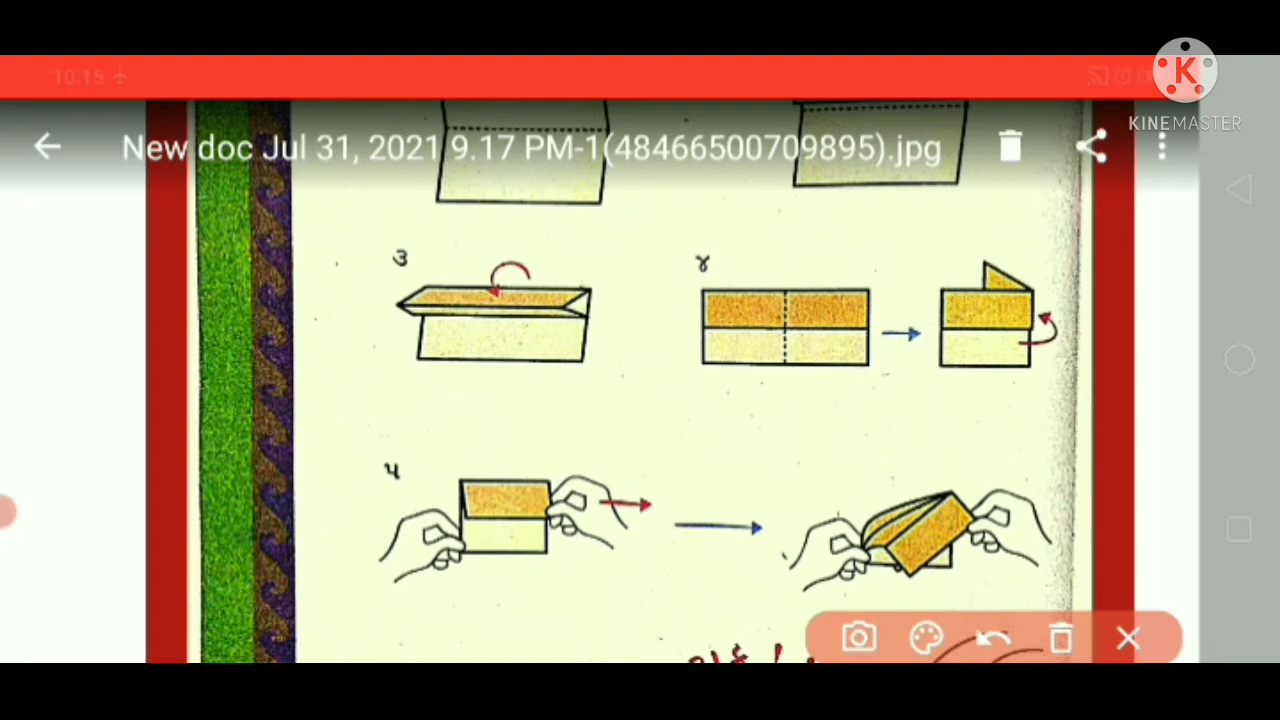 10:15
K
KINEMASTER
New doc Jul 31, 2021 9.17 PM-1(48466500709895).jpg
३
४
५